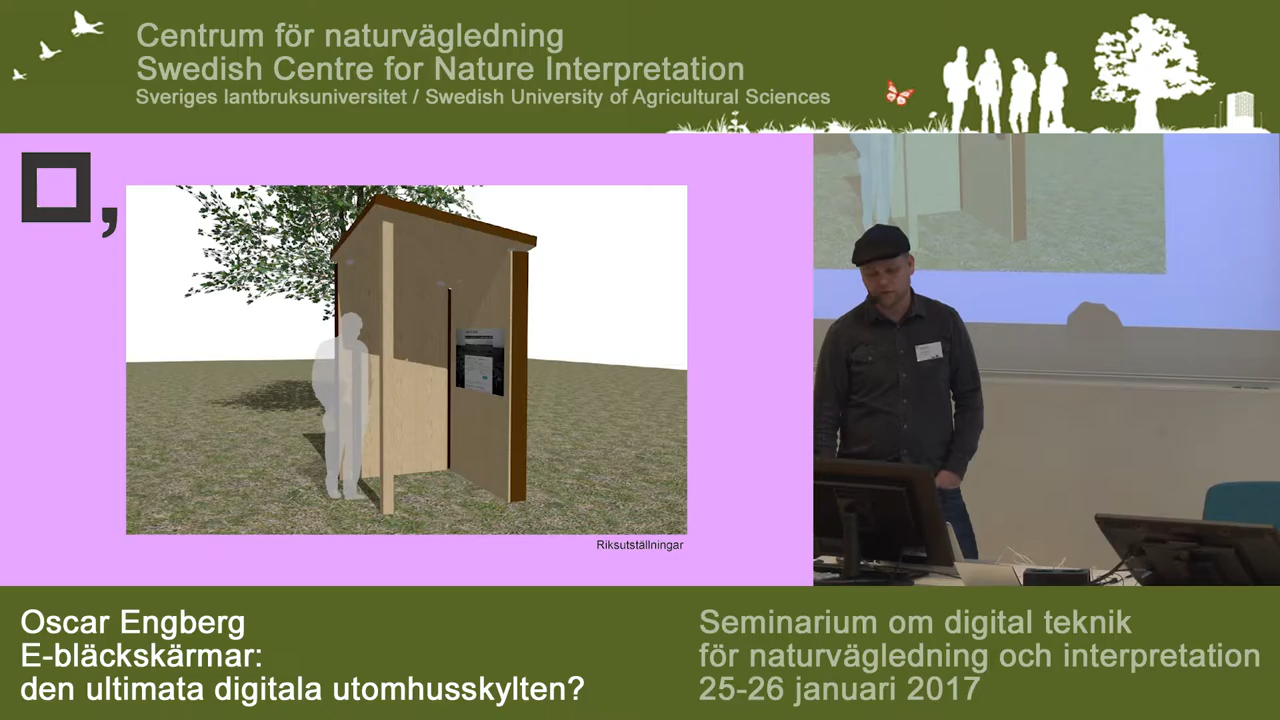 Centrum för naturvägledning
Swedish Centre for Nature Interpretation
Sveriges lantbruksuniversitet / Swedish University of Agricultural Sciences
Riksutställningar
Oscar Engberg
E-bläckskärmar:
den ultimata digitala utomhusskylten?
Seminarium om digital teknik
för naturvägledning och interpretation
25-26 januari 2017